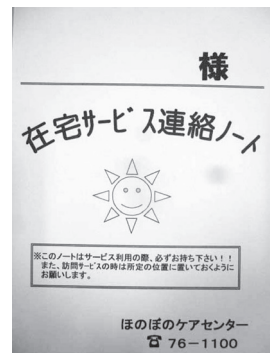 様
在宅サービス連絡ノート
※このノートはサービス利用の際、必ずお持ち下さい！！
また、訪問サービスの時は所定の位置に置いておくように
お願いします。
ほのぼのケアセンター
☎ 76-1100